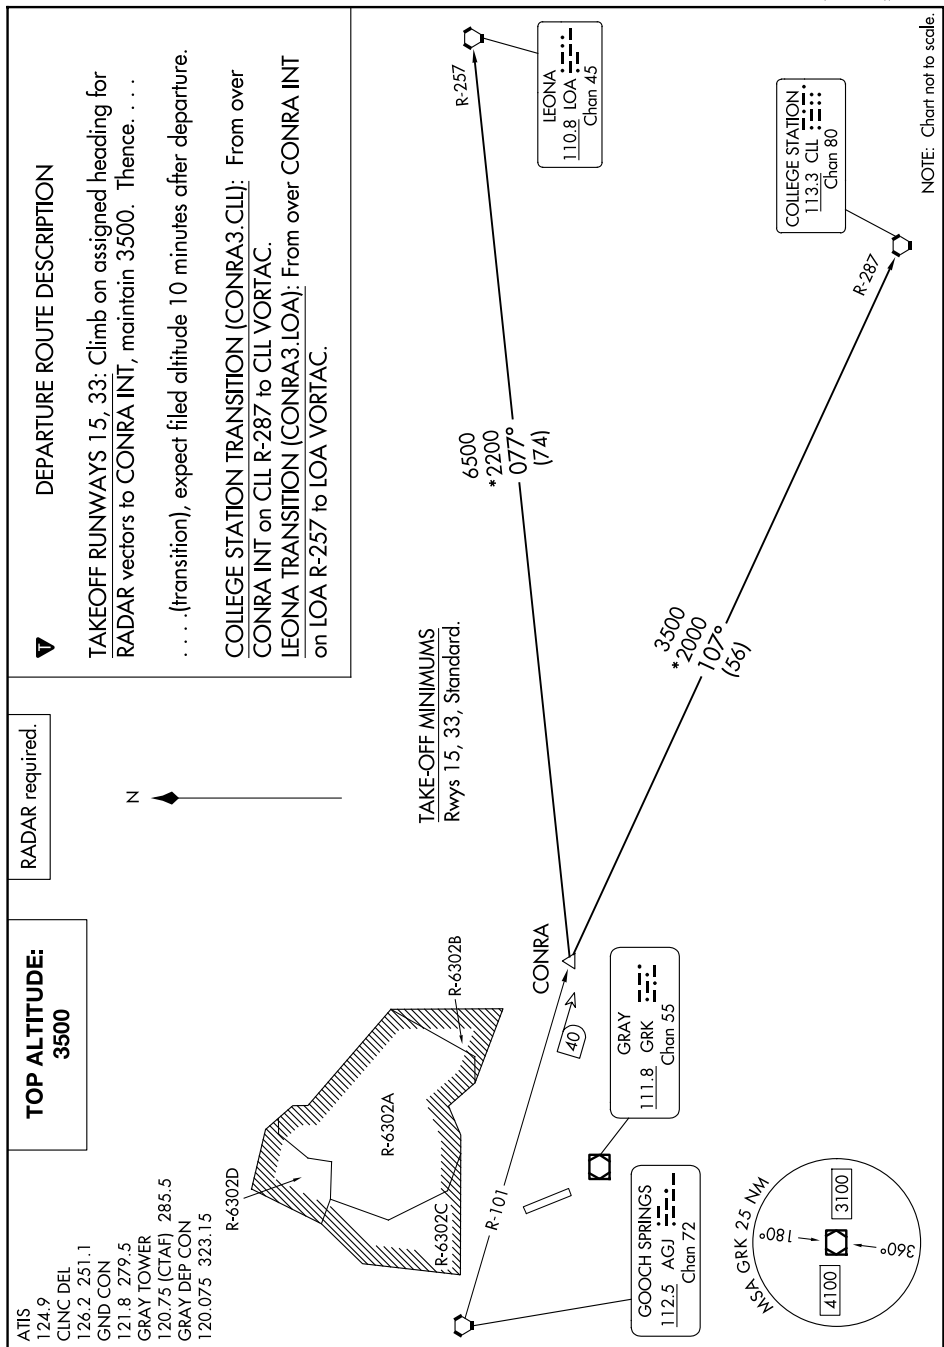 ATIS
124.9
CLNC DEL
126.2 251.1
GND CON
121.8 279.5
GRAY TOWER
120.75 (CTAF) 285.5
GRAY DEP CON
120.075 323.15
TOP ALTITUDE:
3500
RADAR required.
N
DEPARTURE ROUTE DESCRIPTION
T
TAKEOFF RUNWAYS 15, 33: Climb on assigned heading for
RADAR vectors to CONRA INT, maintain 3500. Thence. . . .
. . . .(transition), expect filed altitude 10 minutes after departure.
COLLEGE STATION TRANSITION (CONRA3.CLL): From over
CONRA INT on CLL R-287 to CLL VORTAC.
LEONA TRANSITION (CONRA3.LOA): From over CONRA INT
on LOA R-257 to LOA VORTAC.
TAKE-OFF MINIMUMS
Rwys 15, 33, Standard.
R-6302D
R-6302A
R-6302B
R-6302C
R-101
CONRA
40
GRAY
111.8 GRK
Chan 55
GOOCH SPRINGS
112.5 AGJ
Chan 72
MSA GRK 25 NM
180°
360°
4100
3100
6500
*2200
077°
(74)
3500
*2000
107°
(56)
R-257
LEONA
110.8 LOA
Chan 45
R-287
COLLEGE STATION
113.3 CLL
Chan 80
NOTE: Chart not to scale.